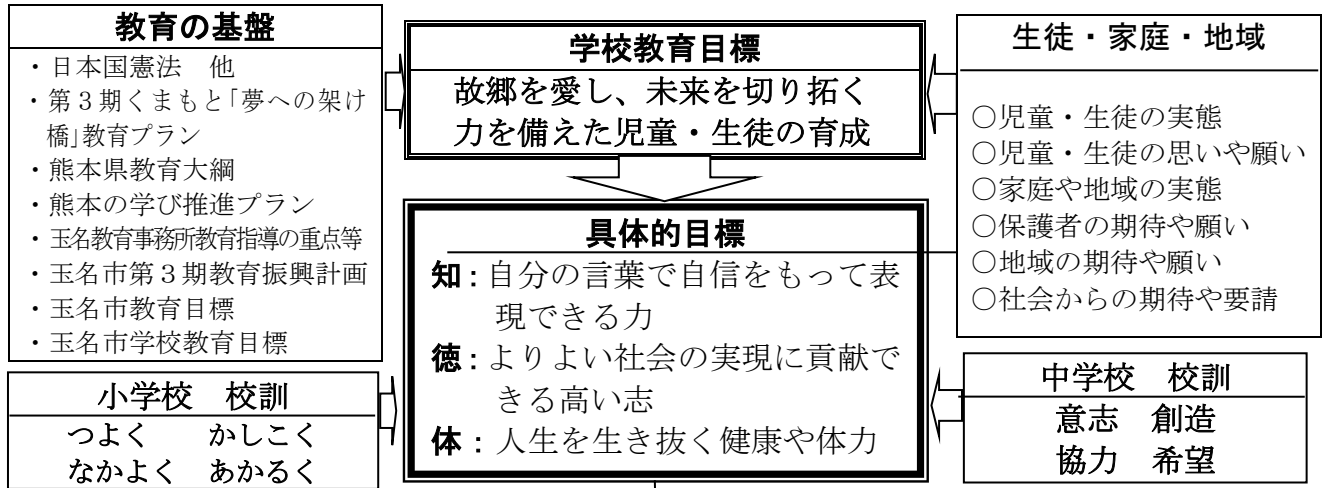 教育の基盤
・日本国憲法　他
・第３期くまもと「夢への架け
橋」教育プラン
・熊本県教育大綱
・熊本の学び推進プラン
・玉名教育事務所教育指導の重点等
・玉名市第３期教育振興計画
・玉名市教育目標
・玉名市学校教育目標
学校教育目標
故郷を愛し、未来を切り拓く
力を備えた児童・生徒の育成
生徒・家庭・地域
○児童・生徒の実態
○児童・生徒の思いや願い
○家庭や地域の実態
○保護者の期待や願い
○地域の期待や願い
○社会からの期待や要請
具体的目標
知：自分の言葉で自信をもって表
現できる力
徳：よりよい社会の実現に貢献で
きる高い志
体：人生を生き抜く健康や体力
小学校　校訓
つよく　かしこく
なかよく　あかるく
中学校　校訓
意志　創造
協力　希望